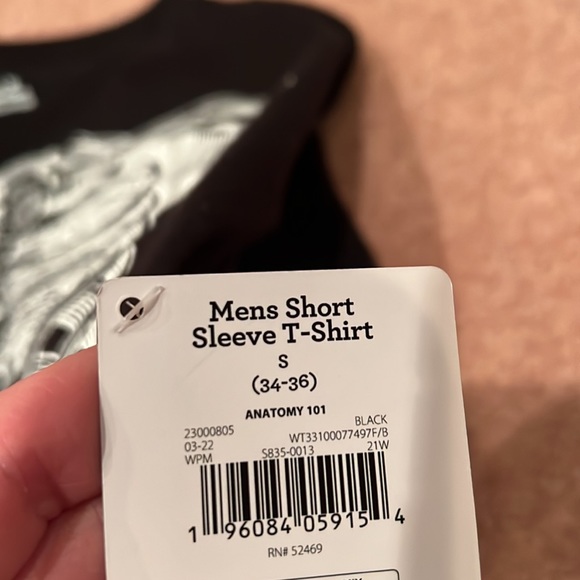 Mens Short
Sleeve T-Shirt
S
(34-36)
ANATOMY 101
23000805 BLACK
03-22 WT33100077497F/B
WPM S835-0013 21W
1 96084 05915 4
RN# 52469